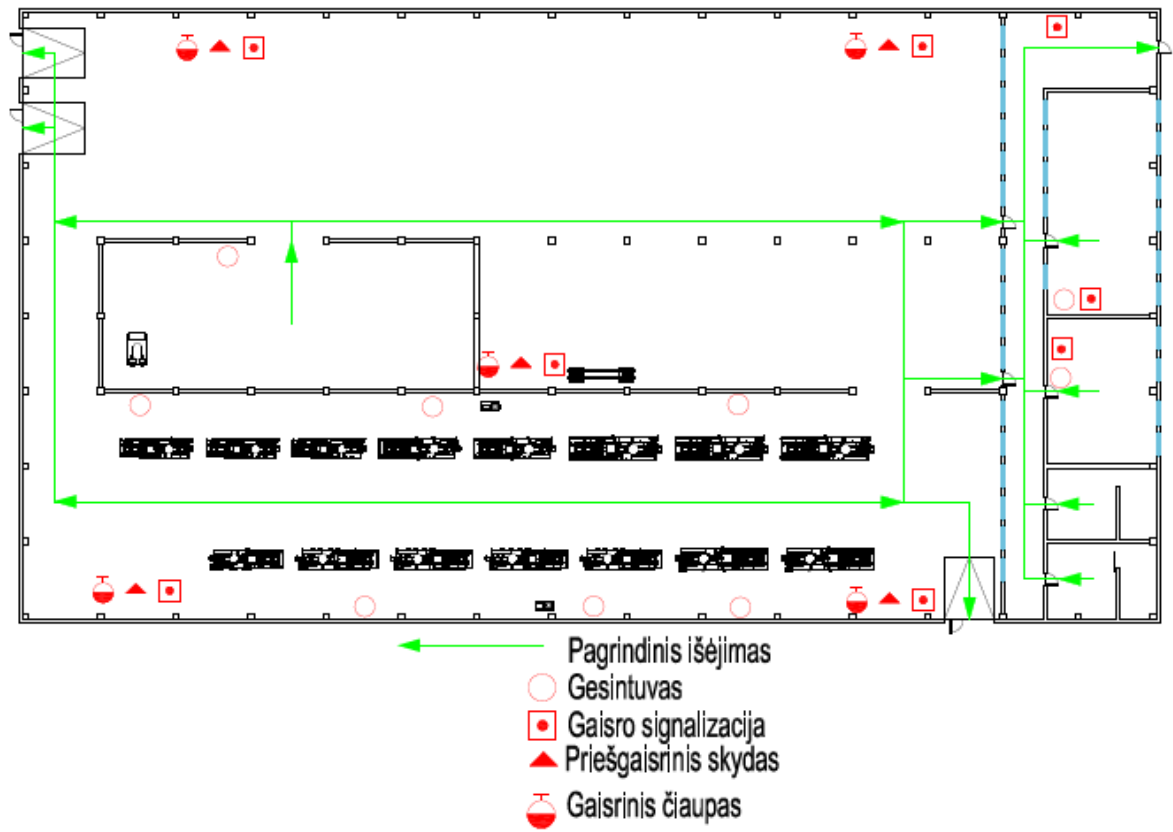 Pagrindinis išėjimas
Gesintuvas
Gaisro signalizacija
Priešgaisrinis skydas
Gaisrinis čiaupas